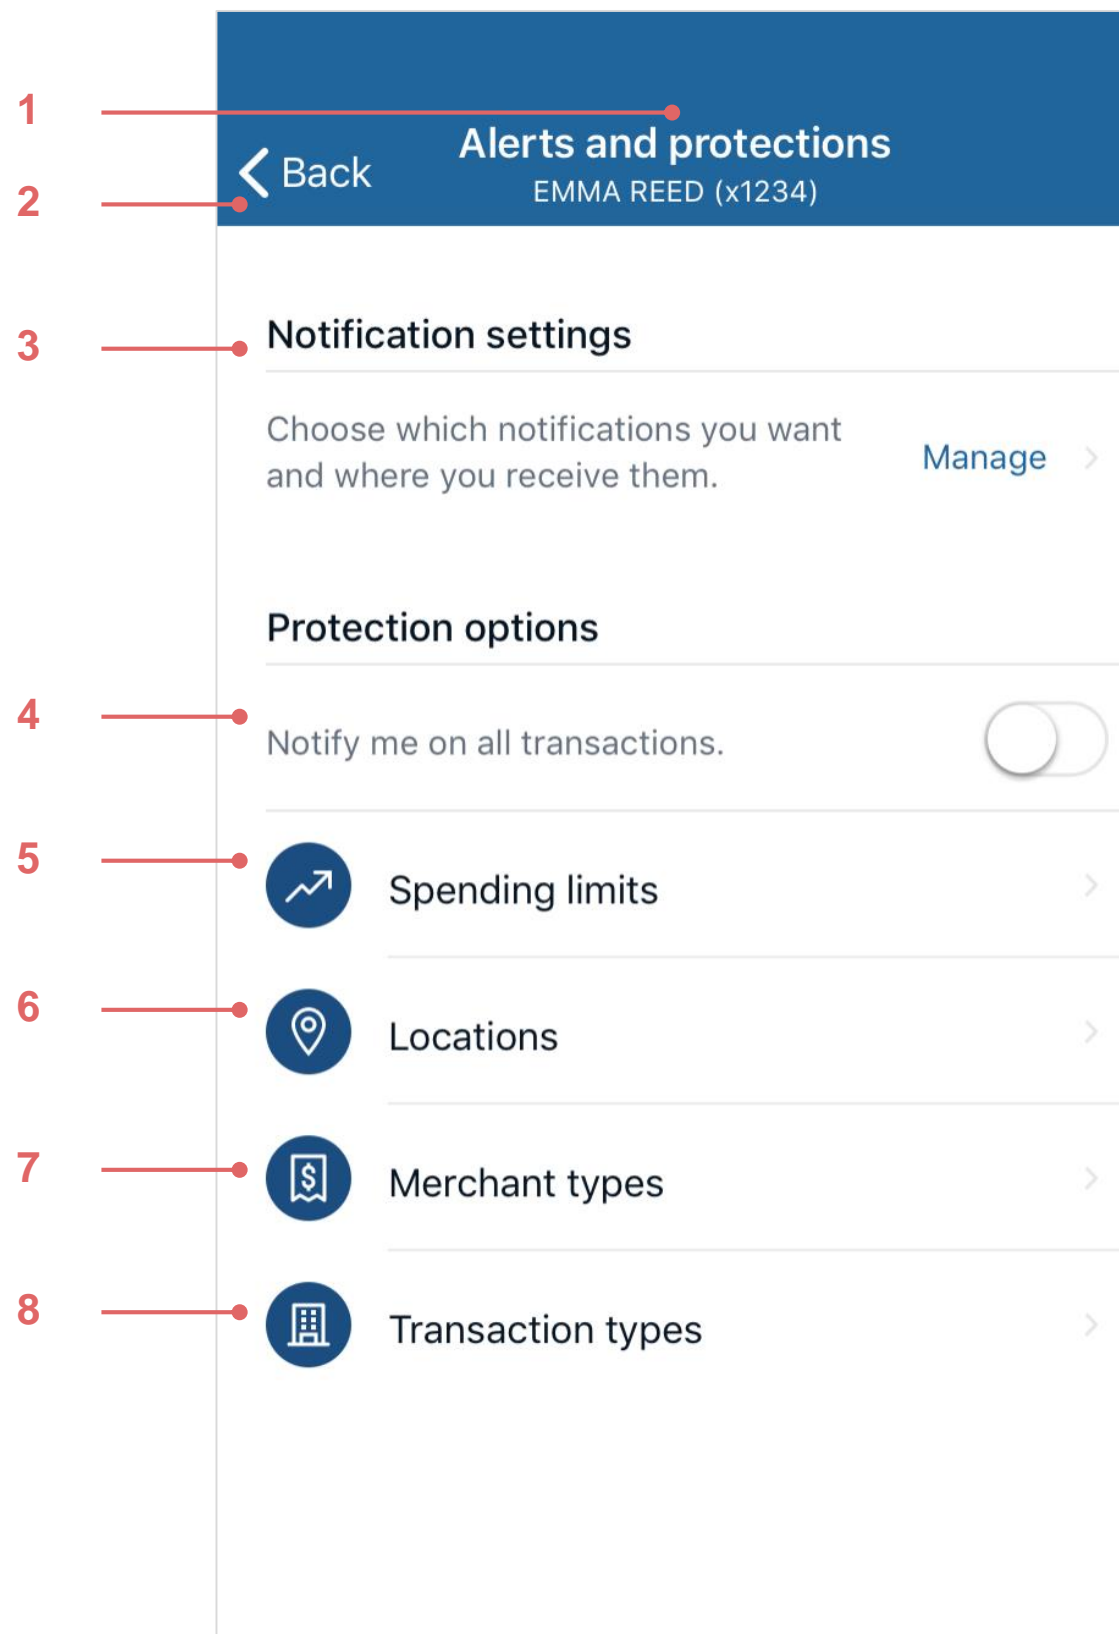 1
Alerts and protections
Back
EMMA REED (x1234)
2
3
Notification settings
Choose which notifications you want
and where you receive them.
Manage
Protection options
4
Notify me on all transactions.
5
Spending limits
6
Locations
7
$
Merchant types
8
Transaction types